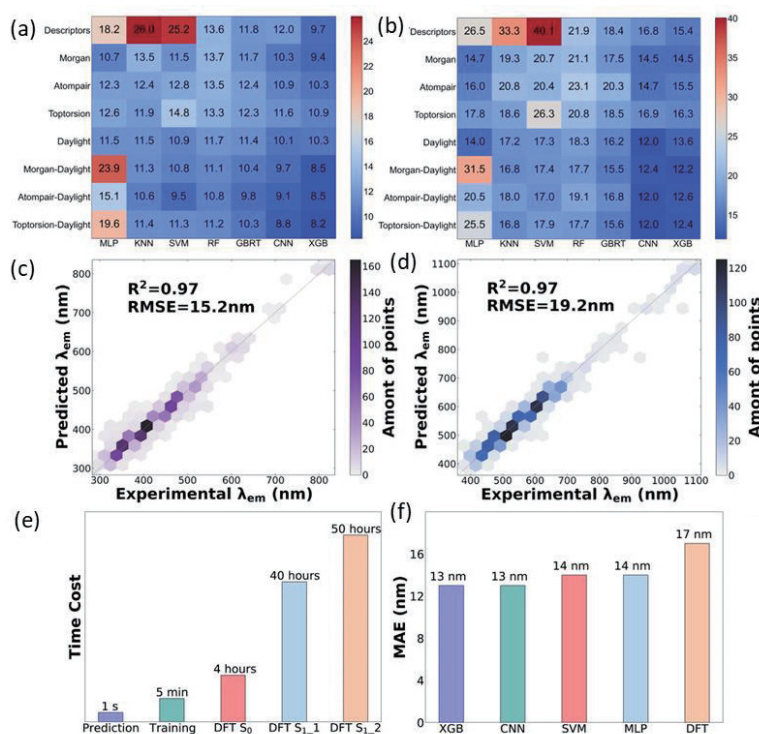 (a)
Descriptors 18.2 26.0 25.2 13.6 11.8 12.0 9.7
Morgan 10.7 13.5 11.5 13.7 11.7 10.3 9.4
Atompair 12.3 12.4 12.8 13.5 12.4 10.9 10.3
Toptorsion 12.6 11.9 14.8 13.3 12.3 11.6 10.9
Daylight 11.5 11.5 10.9 11.7 11.4 10.1 10.3
Morgan-Daylight 23.9 11.3 10.8 11.1 10.3 9.7 8.5
Atompair-Daylight 15.1 10.6 9.5 10.8 9.8 9.1 8.5
Toptorsion-Daylight 19.6 11.4 11.3 11.2 10.3 8.8 8.2
MLP KNN SVM RF GBRT CNN XGB
24
22
20
18
16
14
12
10
(b)
Descriptors 26.5 33.3 40.1 21.9 18.4 16.8 15.4
Morgan 14.7 19.3 20.7 20.1 17.0 14.5 14.5
Atompair 16.0 20.8 20.4 23.1 20.3 14.7 15.5
Toptorsion 17.8 18.6 26.3 20.8 18.5 16.9 16.3
Daylight 14.0 17.2 17.3 18.3 16.2 12.0 13.6
Morgan-Daylight 31.5 16.8 17.4 17.7 15.5 12.4 12.2
Atompair-Daylight 20.5 18.0 17.0 19.1 15.6 12.0 12.6
Toptorsion-Daylight 25.5 16.8 17.9 17.7 15.6 12.0 12.4
MLP KNN SVM RF GBRT CNN XGB
40
35
30
25
20
15
(c)
R²=0.97
RMSE=15.2nm
Predicted λem (nm)
800
700
600
500
400
300
300 400 500 600 700 800
Experimental λem (nm)
160
140
120
100
80
60
40
20
0
Amont of points
(d)
R²=0.97
RMSE=19.2nm
Predicted λem (nm)
1100
1000
900
800
700
600
500
400
400 500 600 700 800 900 1000 1100
Experimental λem (nm)
120
100
80
60
40
20
0
Amont of points
(e)
Time Cost
1 s
5 min
4 hours
40 hours
50 hours
Prediction Training DFT S0 DFT S1_1 DFT S1_2
(f)
MAE (nm)
16
12
8
4
0
13 nm 13 nm 14 nm 14 nm 17 nm
XGB CNN SVM MLP DFT